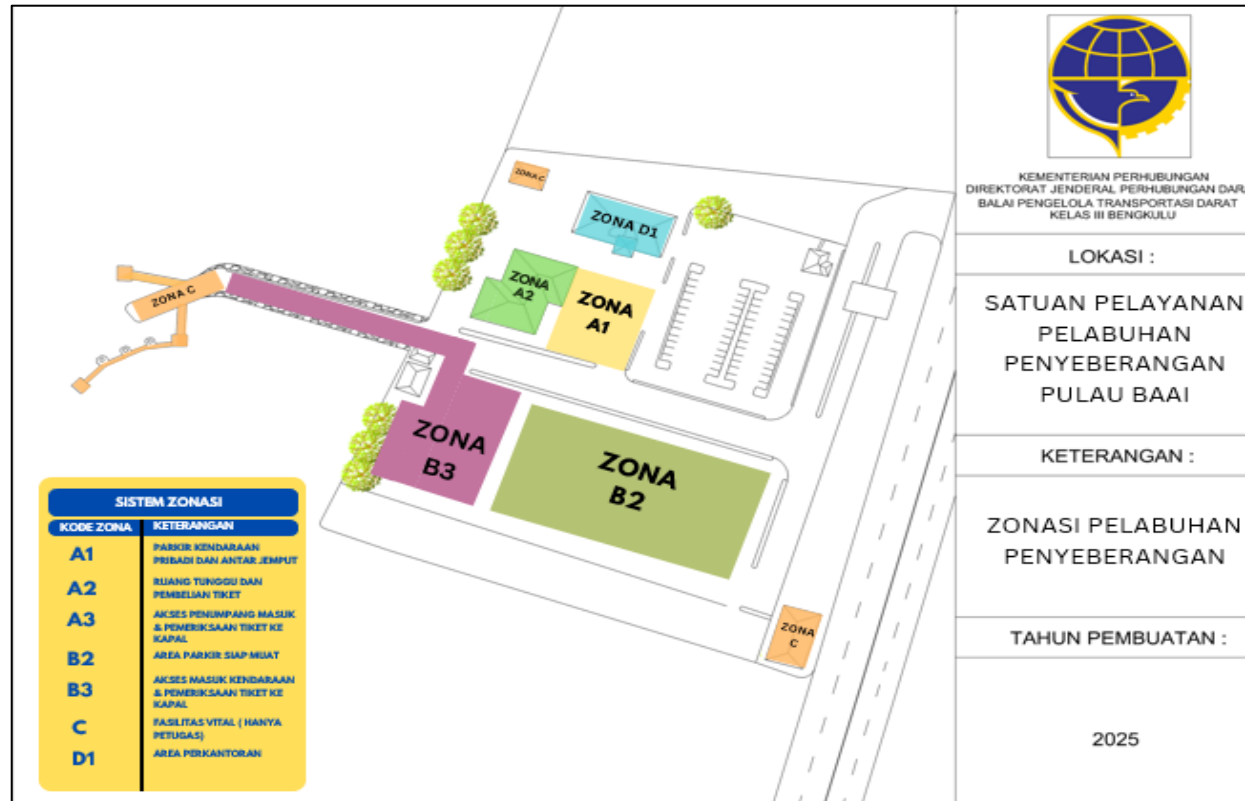 ZONA C
ZONA D1
ZONA
A2
ZONA
A1
ZONA C
ZONA
B3
ZONA
B2
ZONA
C
SISTEM ZONASI
KODE ZONA KETERANGAN
A1 PARKIR KENDARAAN
PRIBADI DAN ANTAR JEMPUT
A2 RUANG TUNGGU DAN
PEMBELIAN TIKET
A3 AKSES PENUMPANG MASUK
& PEMERIKSAAN TIKET KE
KAPAL
B2 AREA PARKIR SIAP MUAT
B3 AKSES MASUK KENDARAAN
& PEMERIKSAAN TIKET KE
KAPAL
C FASILITAS VITAL ( HANYA
PETUGAS)
D1 AREA PERKANTORAN
KEMENTERIAN PERHUBUNGAN
DIREKTORAT JENDERAL PERHUBUNGAN DAR
BALAI PENGELOLA TRANSPORTASI DARAT
KELAS III BENGKULU
LOKASI :
SATUAN PELAYANAN
PELABUHAN
PENYEBERANGAN
PULAU BAAI
KETERANGAN :
ZONASI PELABUHAN
PENYEBERANGAN
TAHUN PEMBUATAN :
2025